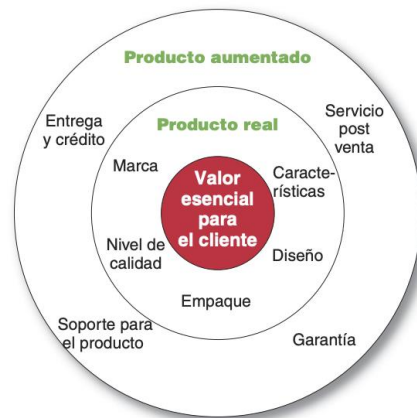 Producto aumentado
Entrega
y crédito
Servicio
post
venta
Producto real
Marca
Caracte-
rísticas
Valor
esencial
para
el cliente
Nivel de
calidad
Diseño
Empaque
Soporte para
el producto
Garantía